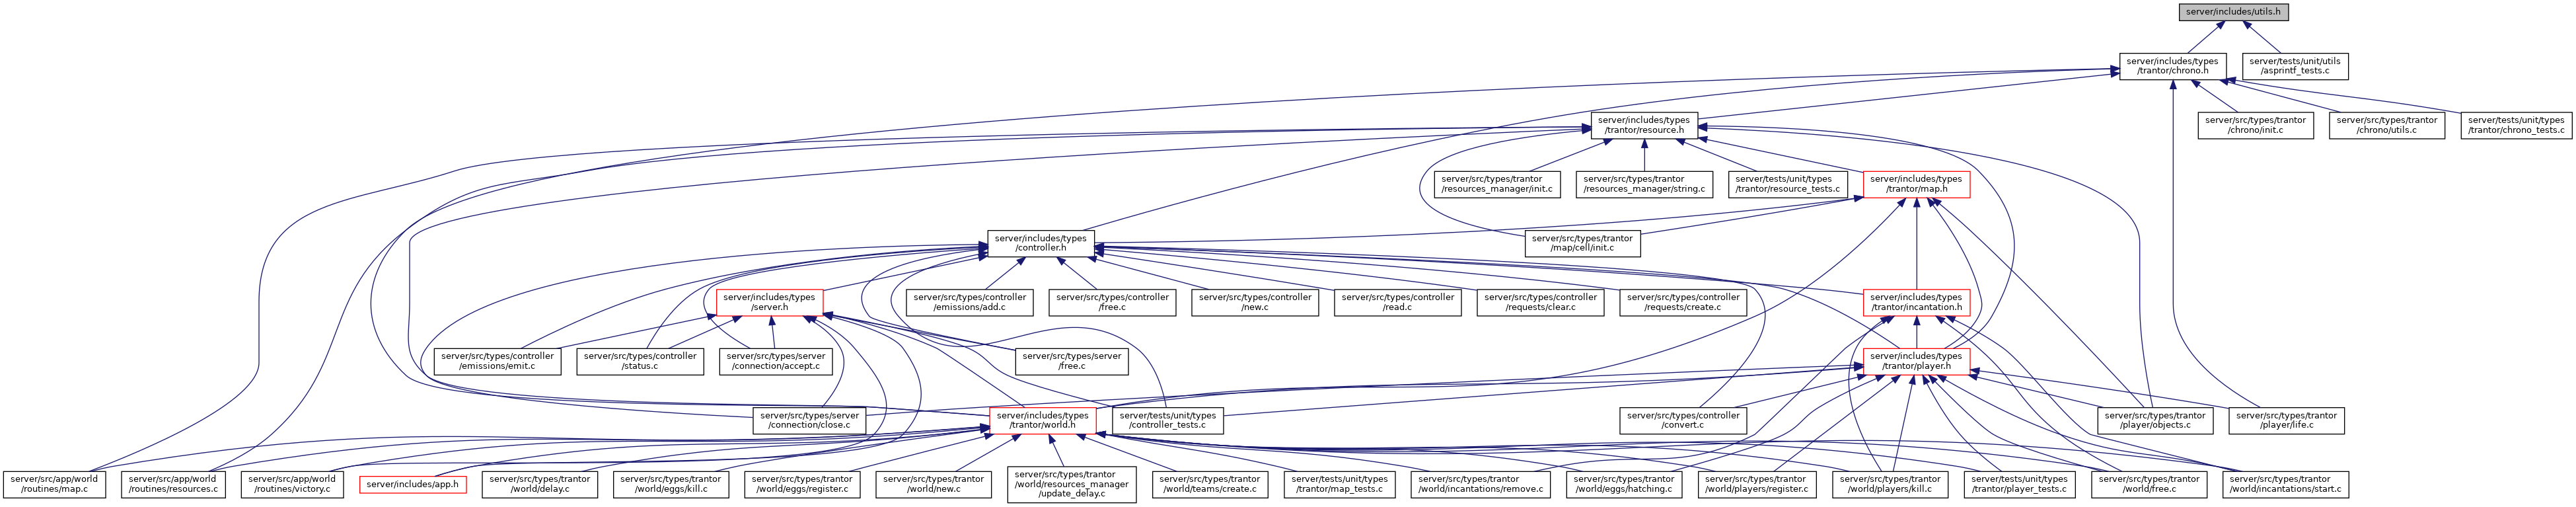 server/includes/utils.h
server/includes/types
/trantor/chrono.h
server/tests/unit/utils
/asprintf_tests.c
server/includes/types
/trantor/resource.h
server/src/types/trantor
/chrono/init.c
server/src/types/trantor
/chrono/utils.c
server/tests/unit/types
/trantor/chrono_tests.c
server/src/types/trantor
/resources_manager/init.c
server/src/types/trantor
/resources_manager/string.c
server/tests/unit/types
/trantor/resource_tests.c
server/includes/types
/trantor/map.h
server/includes/types
/controller.h
server/src/types/trantor
/map/cell/init.c
server/includes/types
/server.h
server/src/types/controller
/emissions/add.c
server/src/types/controller
/free.c
server/src/types/controller
/new.c
server/src/types/controller
/read.c
server/src/types/controller
/requests/clear.c
server/src/types/controller
/requests/create.c
server/includes/types
/trantor/incantation.h
server/src/types/controller
/emissions/emit.c
server/src/types/controller
/status.c
server/src/types/server
/connection/accept.c
server/src/types/server
/free.c
server/includes/types
/trantor/player.h
server/src/types/server
/connection/close.c
server/includes/types
/trantor/world.h
server/tests/unit/types
/controller_tests.c
server/src/types/controller
/convert.c
server/src/types/trantor
/player/objects.c
server/src/types/trantor
/player/life.c
server/src/app/world
/routines/map.c
server/src/app/world
/routines/resources.c
server/src/app/world
/routines/victory.c
server/includes/app.h
server/src/types/trantor
/world/delay.c
server/src/types/trantor
/world/eggs/kill.c
server/src/types/trantor
/world/eggs/register.c
server/src/types/trantor
/world/new.c
server/src/types/trantor
/world/resources_manager
/update_delay.c
server/src/types/trantor
/world/teams/create.c
server/tests/unit/types
/trantor/map_tests.c
server/src/types/trantor
/world/incantations/remove.c
server/src/types/trantor
/world/eggs/hatching.c
server/src/types/trantor
/world/players/register.c
server/src/types/trantor
/world/players/kill.c
server/tests/unit/types
/trantor/player_tests.c
server/src/types/trantor
/world/free.c
server/src/types/trantor
/world/incantations/start.c